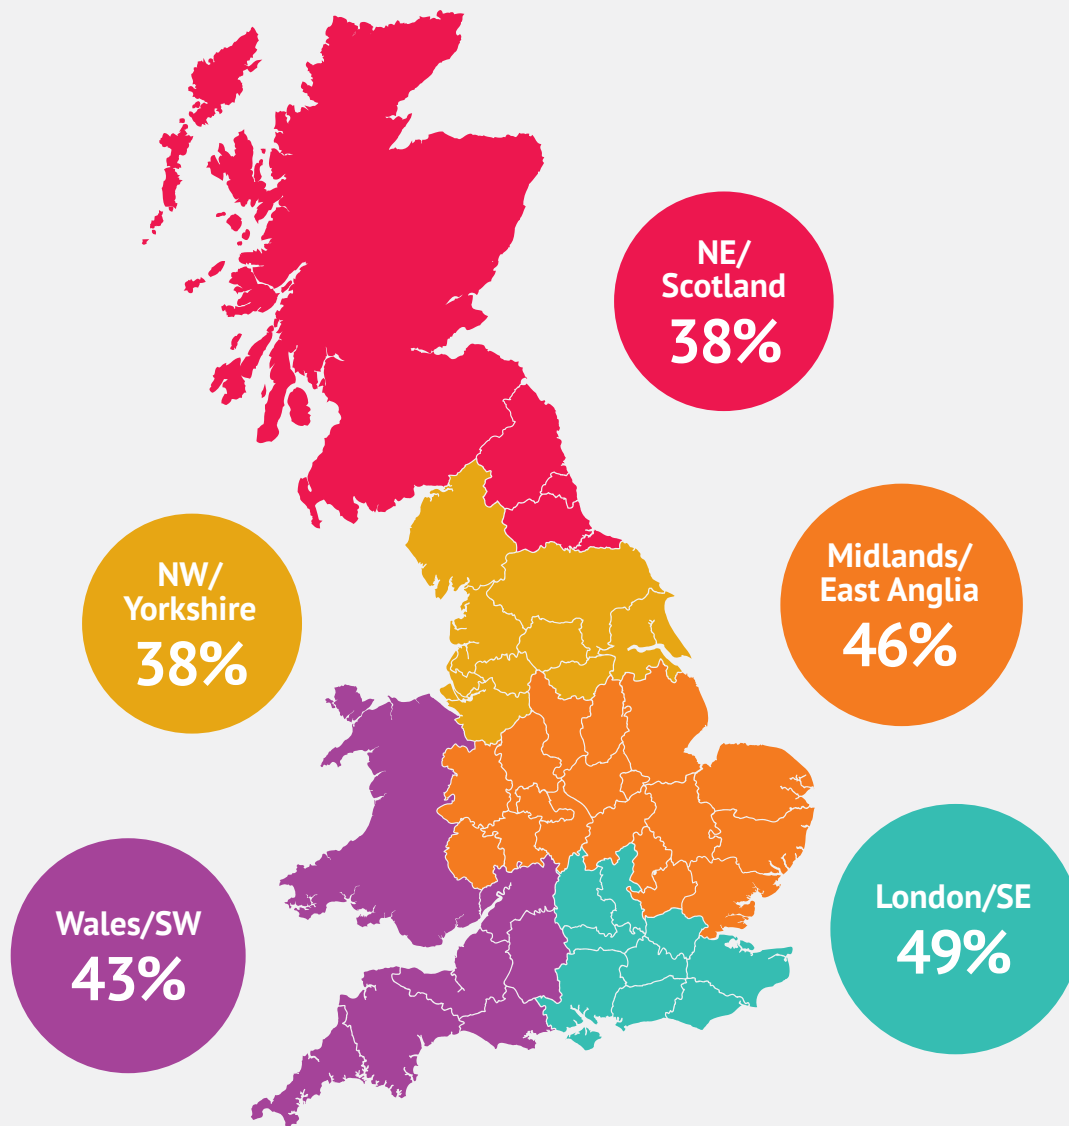 NE/
Scotland
38%
NW/
Yorkshire
38%
Midlands/
East Anglia
46%
Wales/SW
43%
London/SE
49%